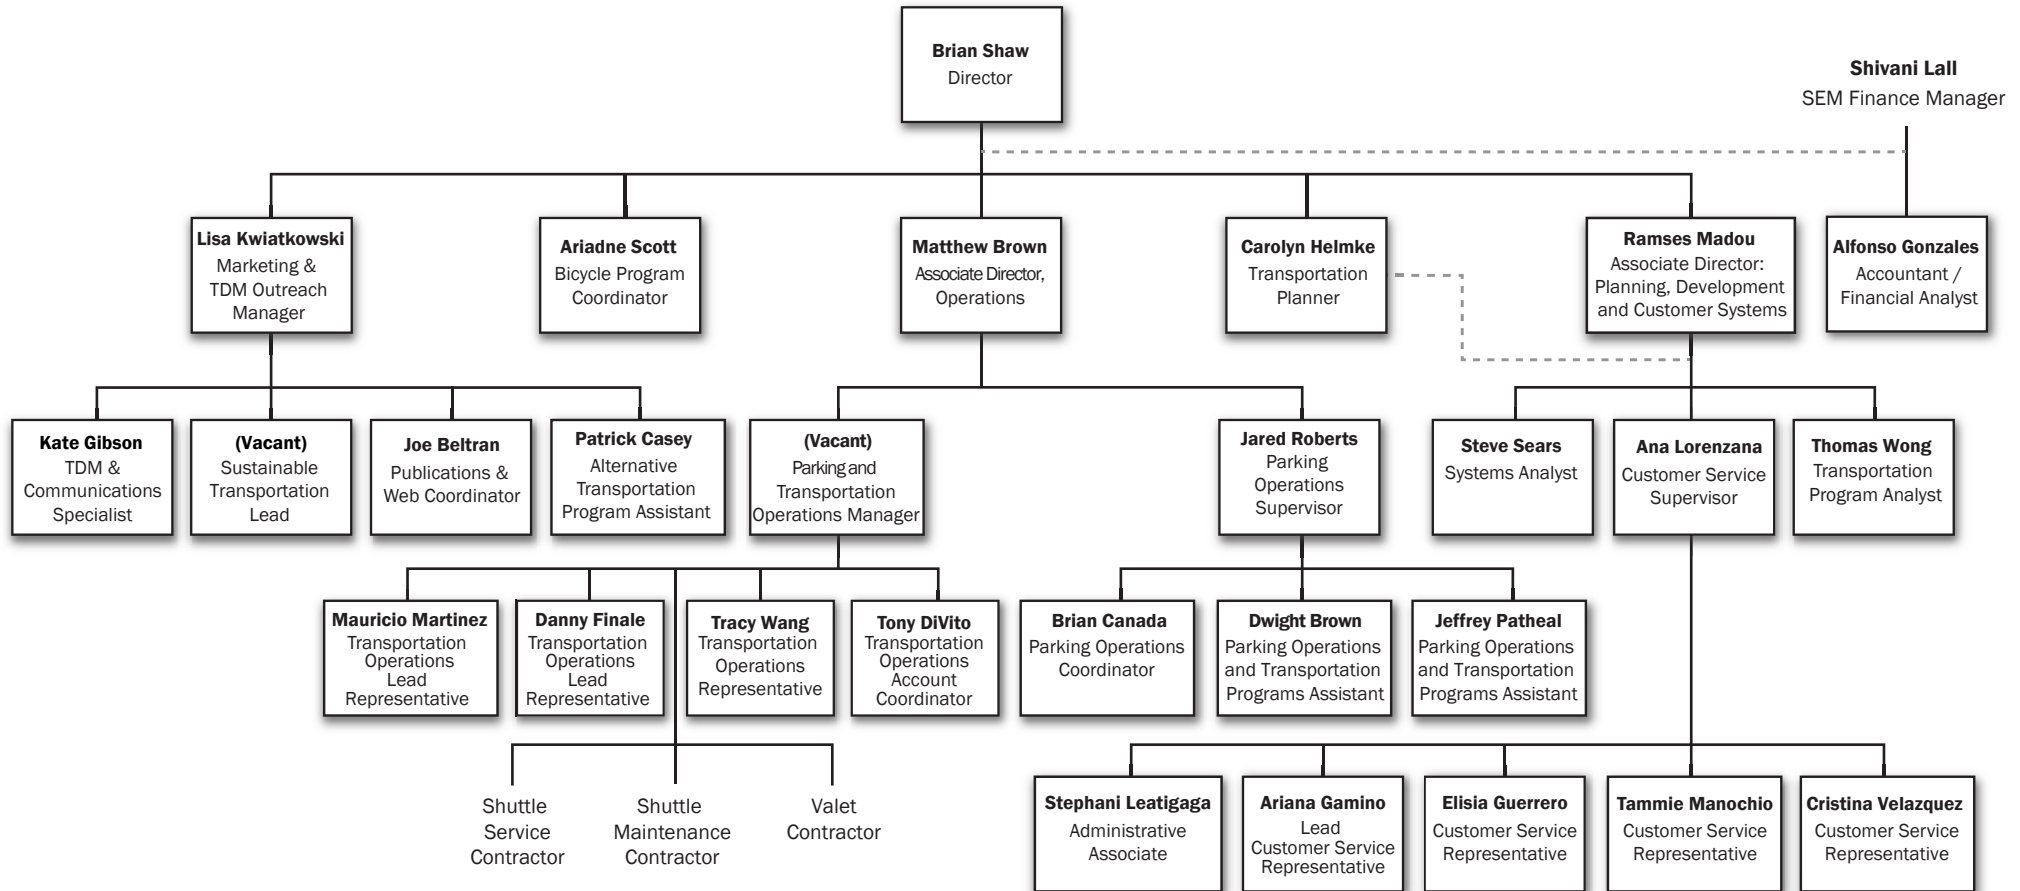 Brian Shaw
Director
Shivani Lall
SEM Finance Manager
Lisa Kwiatkowski
Marketing &
TDM Outreach
Manager
Ariadne Scott
Bicycle Program
Coordinator
Matthew Brown
Associate Director,
Operations
Carolyn Helmke
Transportation
Planner
Ramses Madou
Associate Director:
Planning, Development
and Customer Systems
Alfonso Gonzales
Accountant /
Financial Analyst
Kate Gibson
TDM &
Communications
Specialist
(Vacant)
Sustainable
Transportation
Lead
Joe Beltran
Publications &
Web Coordinator
Patrick Casey
Alternative
Transportation
Program Assistant
(Vacant)
Parking and
Transportation
Operations Manager
Jared Roberts
Parking
Operations
Supervisor
Steve Sears
Systems Analyst
Ana Lorenzana
Customer Service
Supervisor
Thomas Wong
Transportation
Program Analyst
Mauricio Martinez
Transportation
Operations
Lead
Representative
Danny Finale
Transportation
Operations
Lead
Representative
Tracy Wang
Transportation
Operations
Representative
Tony DiVito
Transportation
Operations
Account
Coordinator
Brian Canada
Parking Operations
Coordinator
Dwight Brown
Parking Operations
and Transportation
Programs Assistant
Jeffrey Patheal
Parking Operations
and Transportation
Programs Assistant
Shuttle
Service
Contractor
Shuttle
Maintenance
Contractor
Valet
Contractor
Stephani Leatigaga
Administrative
Associate
Ariana Gamino
Lead
Customer Service
Representative
Elisia Guerrero
Customer Service
Representative
Tammie Manochio
Customer Service
Representative
Cristina Velazquez
Customer Service
Representative